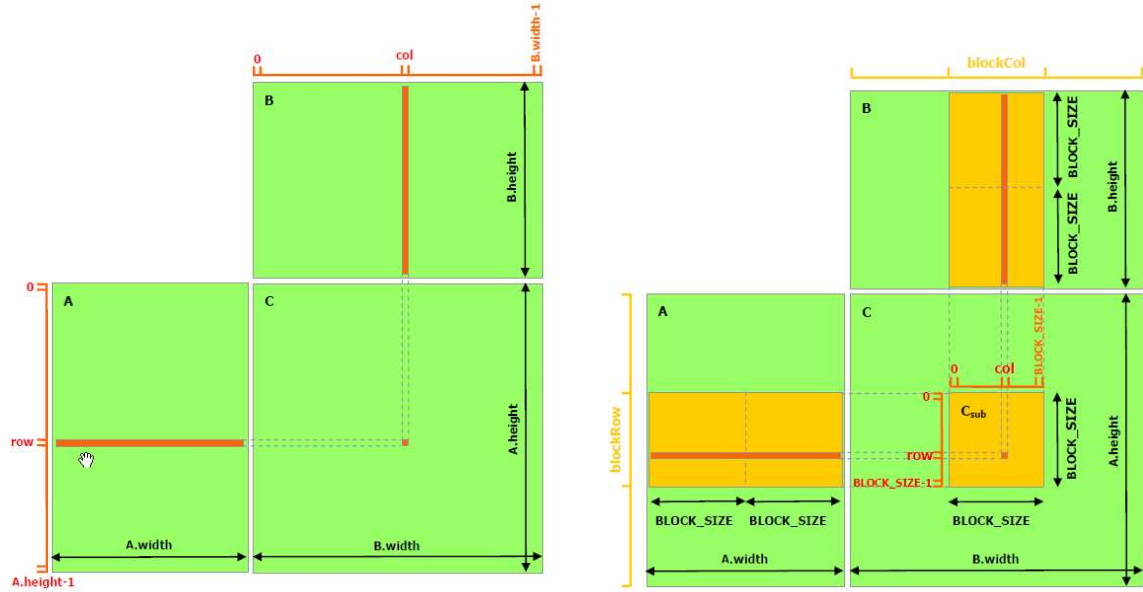 B.width-1
0
col
B
B.height
0
A
C
row
A.height
A.width
B.width
A.height-1
blockCol
B
BLOCK_SIZE
BLOCK_SIZE
B.height
A
C
BLOCK_SIZE-1
0
col
0
Csub
BLOCK_SIZE
blockRow
row
A.height
BLOCK_SIZE-1
BLOCK_SIZE
BLOCK_SIZE
BLOCK_SIZE
A.width
B.width